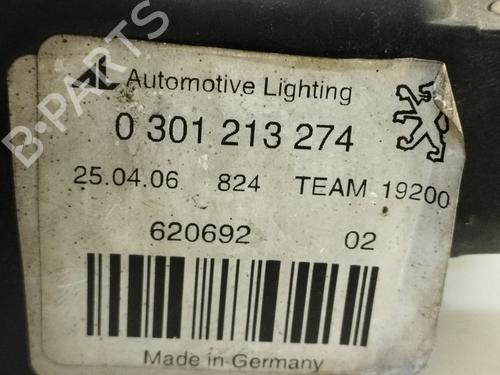 Automotive Lighting
0 301 213 274
25.04.06 824 TEAM 19200
620692 02
Made in Germany
B-PARTS